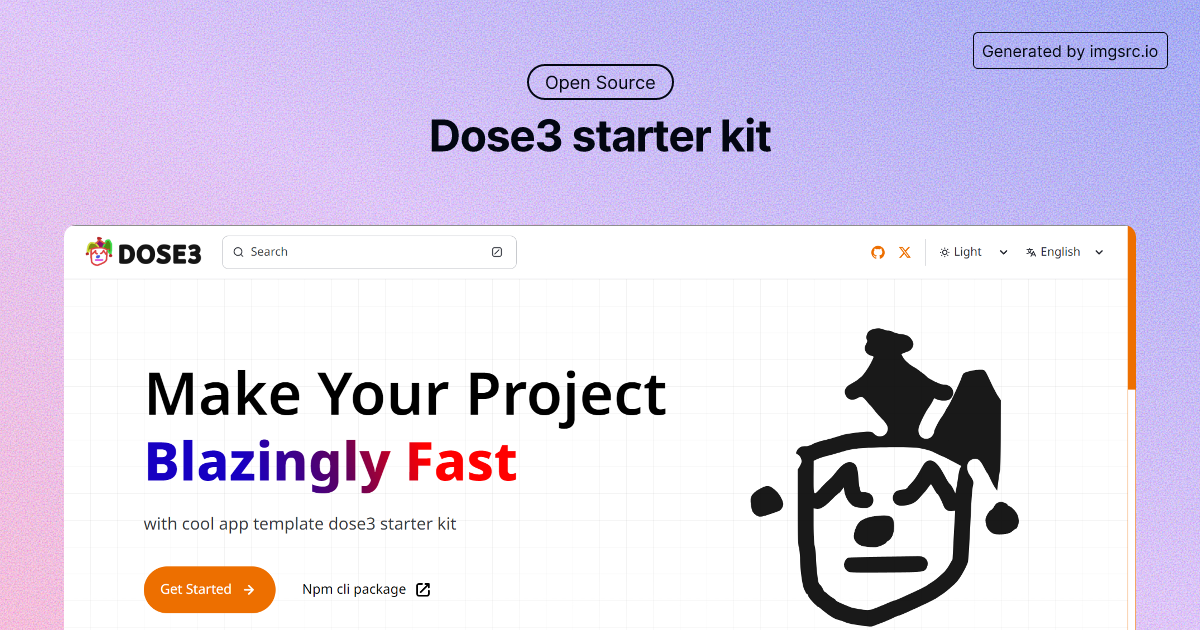 Generated by imgsrc.io
Open Source
Dose3 starter kit
DOSE3
Search
Light
English
Make Your Project
Blazingly Fast
with cool app template dose3 starter kit
Get Started
Npm cli package